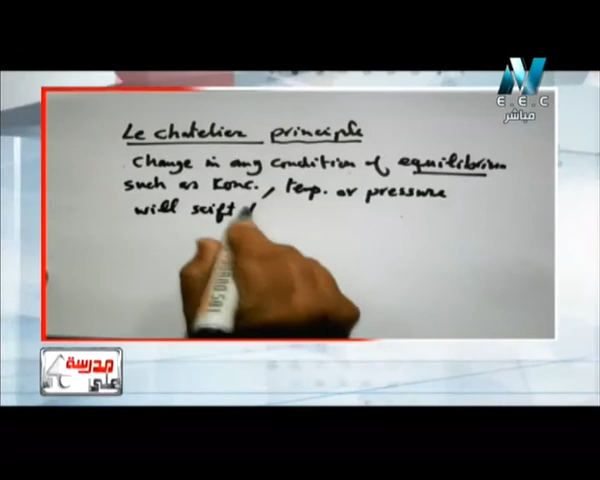 E.E.C
مباشر
Le chatelier principle
Change in any condition of equilibrium
such as Konc., temp. or pressure
will scift
مدرسة
على